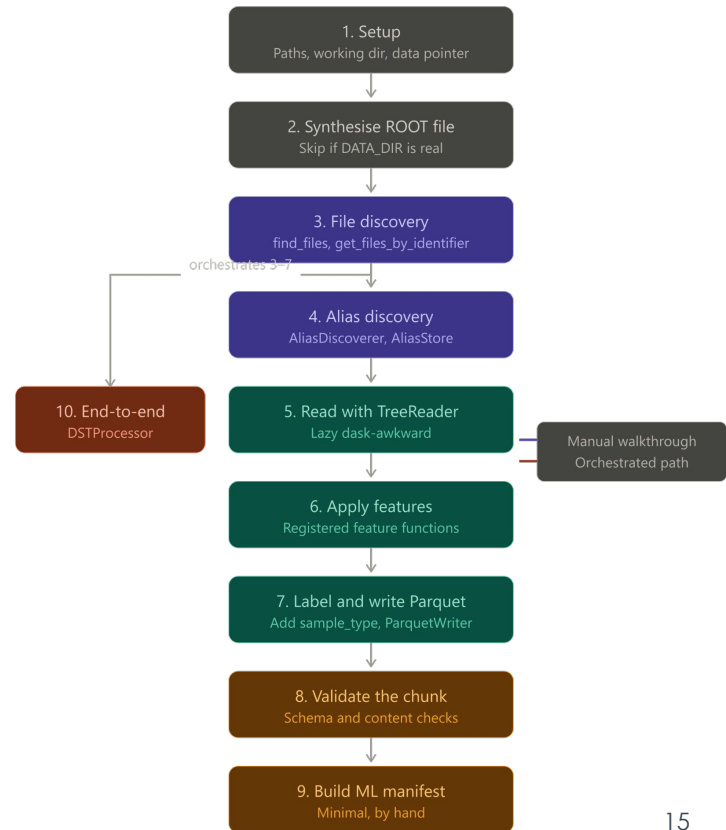 1. Setup
Paths, working dir, data pointer
2. Synthesise ROOT file
Skip if DATA_DIR is real
3. File discovery
find_files, get_files_by_identifier
orchestrates 3–7
4. Alias discovery
AliasDiscoverer, AliasStore
10. End-to-end
DSTProcessor
5. Read with TreeReader
Lazy dask-awkward
Manual walkthrough
Orchestrated path
6. Apply features
Registered feature functions
7. Label and write Parquet
Add sample_type, ParquetWriter
8. Validate the chunk
Schema and content checks
9. Build ML manifest
Minimal, by hand
15